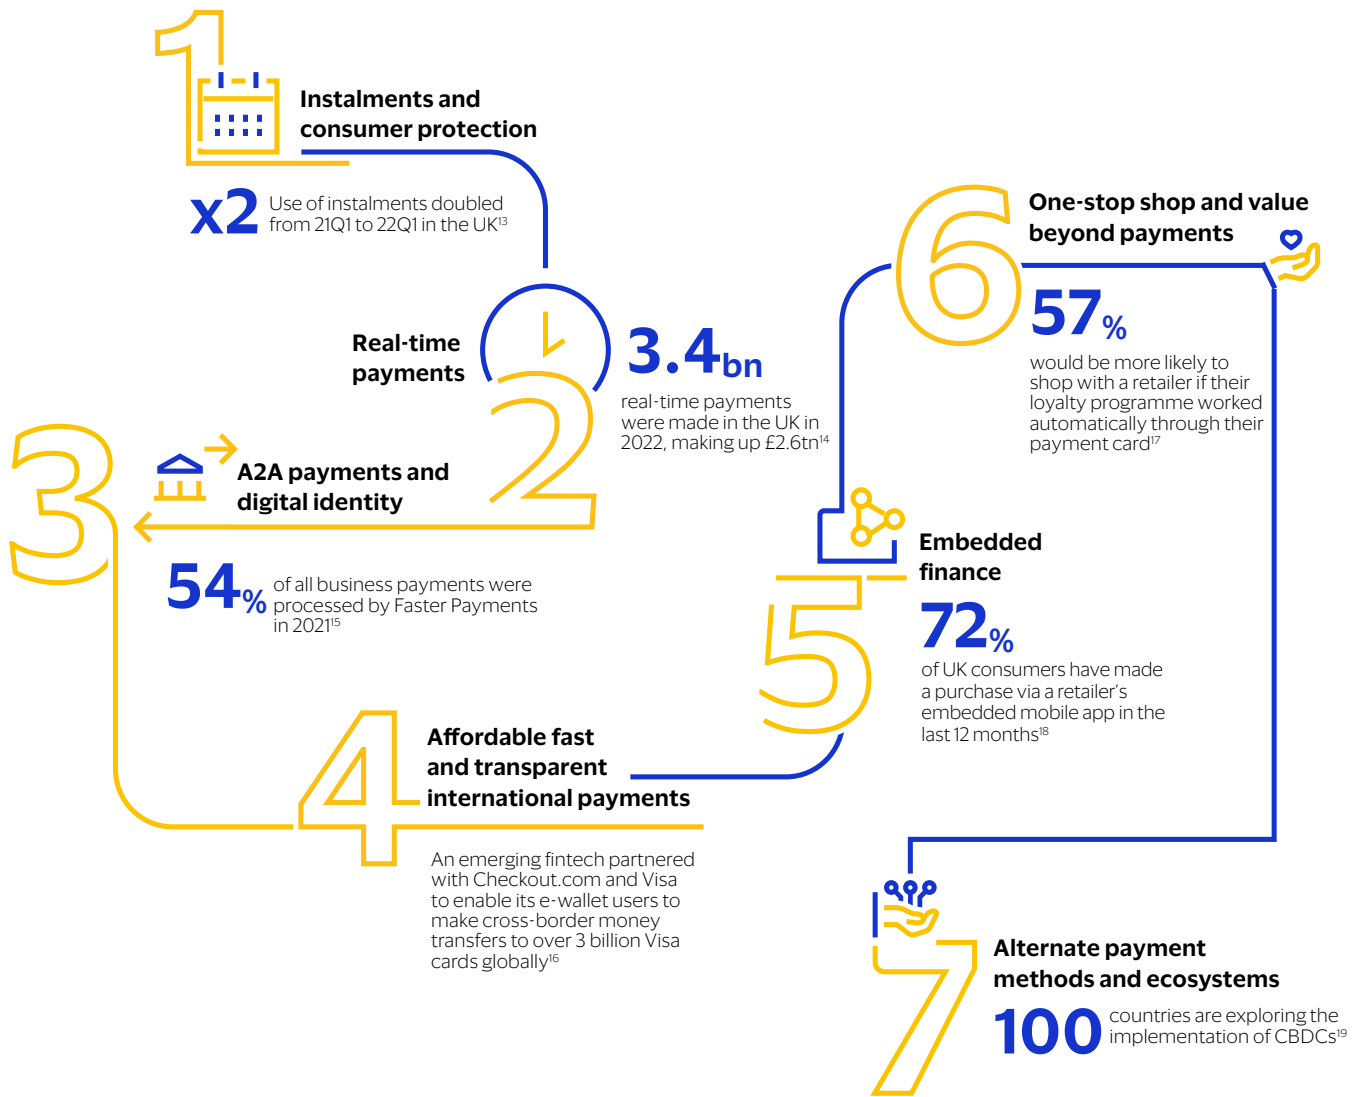 1
Instalments and
consumer protection
x2
Use of instalments doubled
from 21Q1 to 22Q1 in the UK¹³
2
Real-time
payments
3.4bn
real-time payments
were made in the UK in
2022, making up £2.6tn¹⁴
3
A2A payments and
digital identity
54%
of all business payments were
processed by Faster Payments
in 2021¹⁵
4
Affordable fast
and transparent
international payments
An emerging fintech partnered
with Checkout.com and Visa
to enable its e-wallet users to
make cross-border money
transfers to over 3 billion Visa
cards globally¹⁶
5
Embedded
finance
72%
of UK consumers have made
a purchase via a retailer’s
embedded mobile app in the
last 12 months¹⁸
6
One-stop shop and value
beyond payments
57%
would be more likely to
shop with a retailer if their
loyalty programme worked
automatically through their
payment card¹⁷
7
Alternate payment
methods and ecosystems
100
countries are exploring the
implementation of CBDCs¹⁹